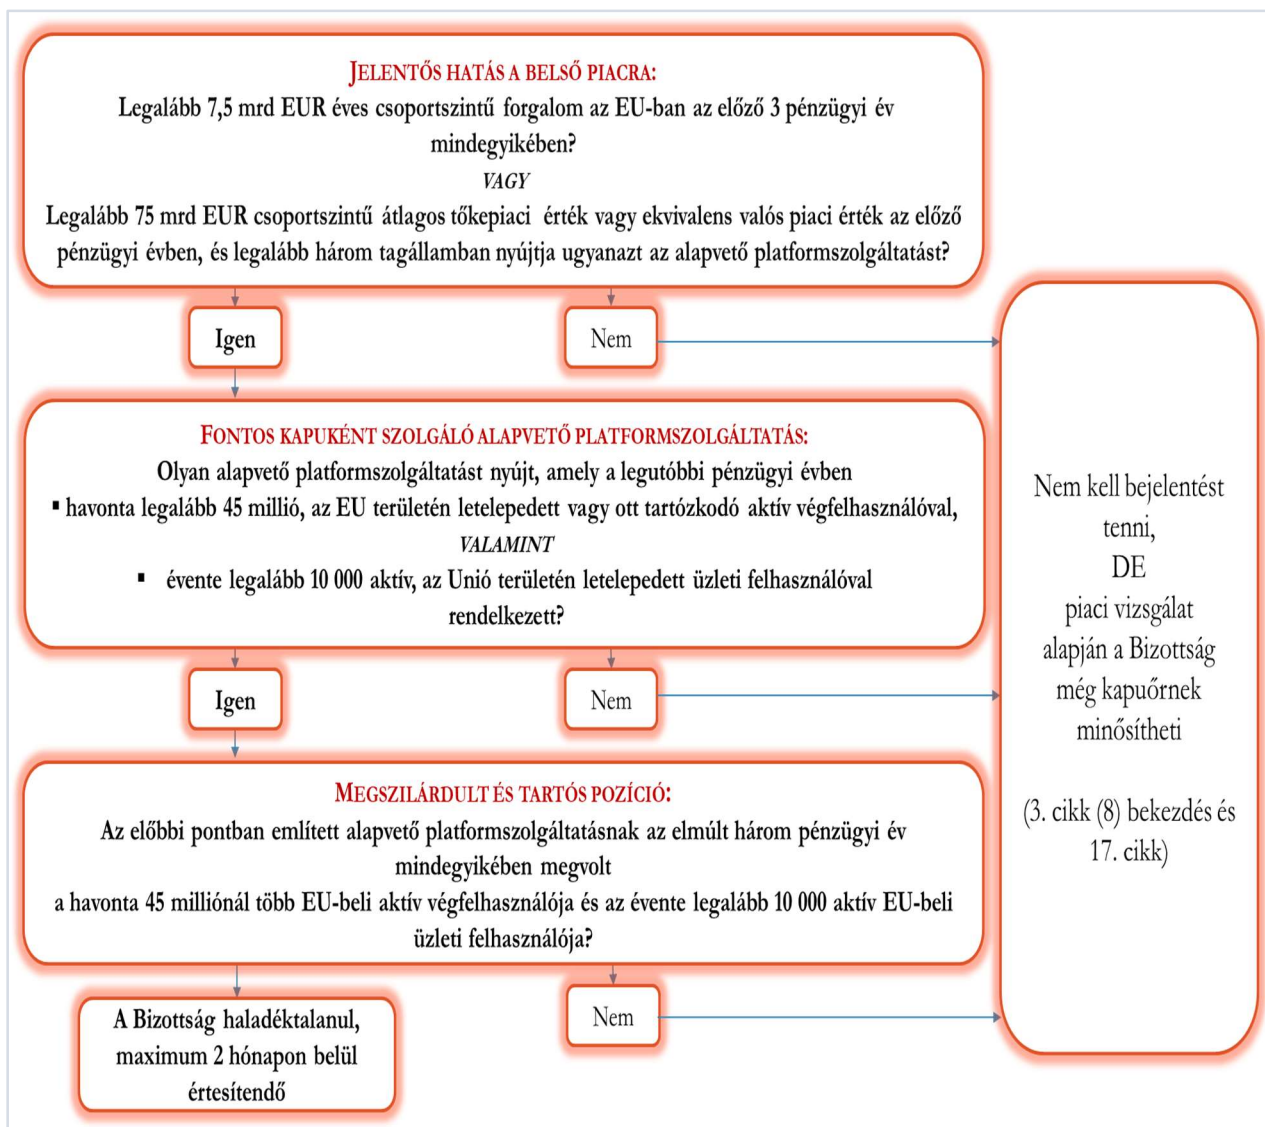 JELENTŐS HATÁS A BELSŐ PIACRA:
Legalább 7,5 mrd EUR éves csoportszintű forgalom az EU-ban az előző 3 pénzügyi év
mindegyikében?
VAGY
Legalább 75 mrd EUR csoportszintű átlagos tőkepiaci érték vagy ekvivalens valós piaci érték az előző
pénzügyi évben, és legalább három tagállamban nyújtja ugyanazt az alapvető platformszolgáltatást?
Igen
Nem
FONTOS KAPUKÉNT SZOLGÁLÓ ALAPVETŐ PLATFORMSZOLGÁLTATÁS:
Olyan alapvető platformszolgáltatást nyújt, amely a legutóbbi pénzügyi évben
▪ havonta legalább 45 millió, az EU területén letelepedett vagy ott tartózkodó aktív végfelhasználóval,
VALAMINT
▪ évente legalább 10 000 aktív, az Unió területén letelepedett üzleti felhasználóval
rendelkezett?
Igen
Nem
MEGSZILÁRDULT ÉS TARTÓS POZÍCIÓ:
Az előbbi pontban említett alapvető platformszolgáltatásnak az elmúlt három pénzügyi év
mindegyikében megvolt
a havonta 45 milliónál több EU-beli aktív végfelhasználója és az évente legalább 10 000 aktív EU-beli
üzleti felhasználója?
A Bizottság haladéktalanul,
maximum 2 hónapon belül
értesítendő
Nem
Nem kell bejelentést
tenni,
DE
piaci vizsgálat
alapján a Bizottság
még kapuőrnek
minősítheti
(3. cikk (8) bekezdés és
17. cikk)